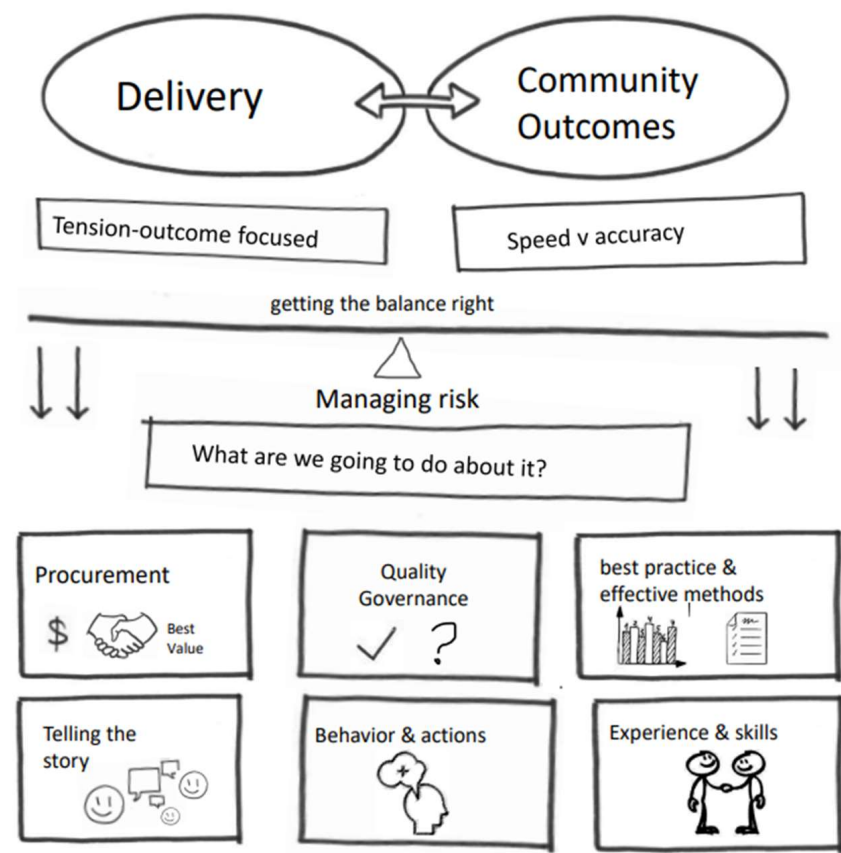 Delivery
Community
Outcomes
Tension-outcome focused
Speed v accuracy
getting the balance right
Managing risk
What are we going to do about it?
Procurement
$
Best
Value
Quality
Governance
?
best practice &
effective methods
Telling the
story
Behavior & actions
Experience & skills